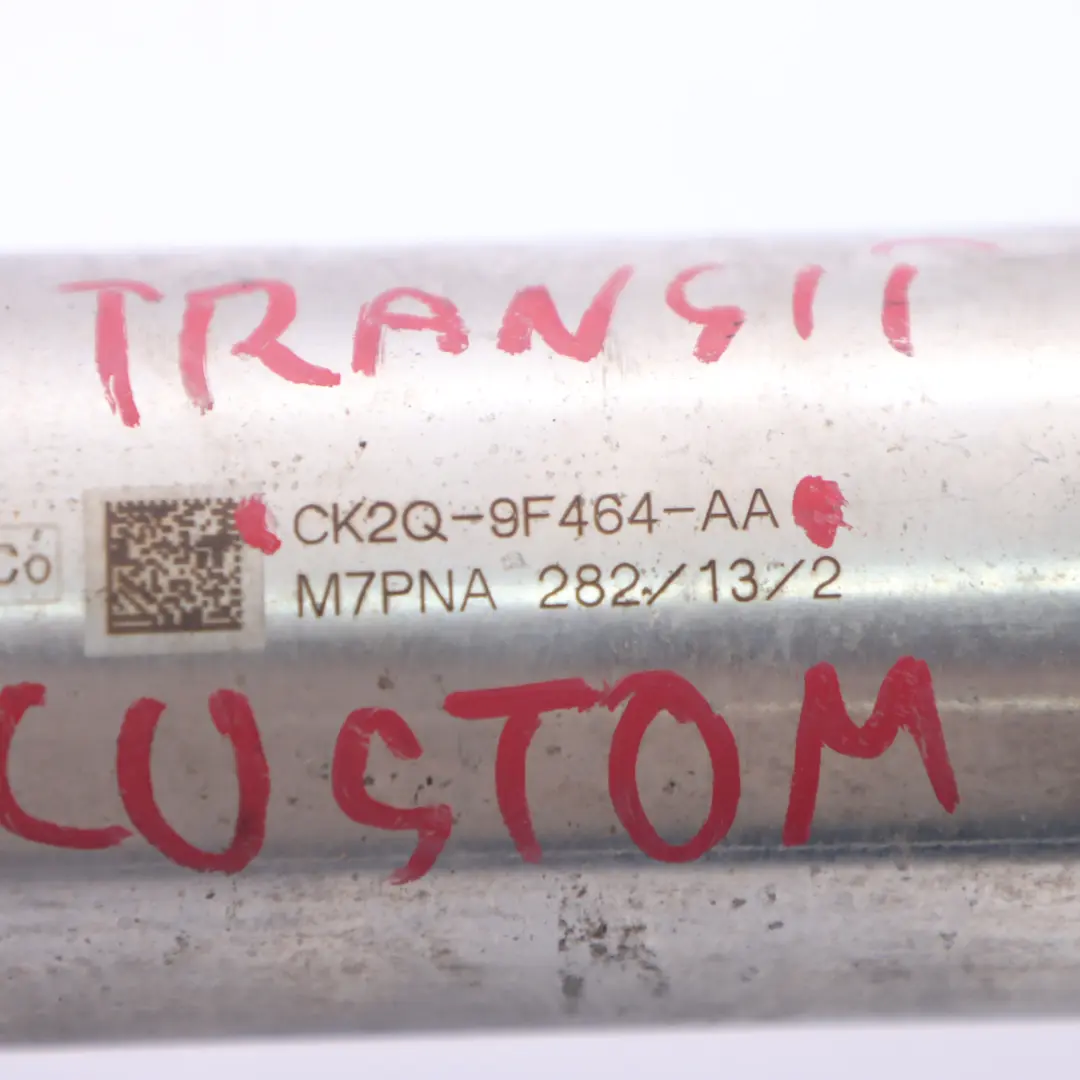 TRANSIT
Co
CK2Q-9F464-AA
M7PNA 282/13/2
CUSTOM